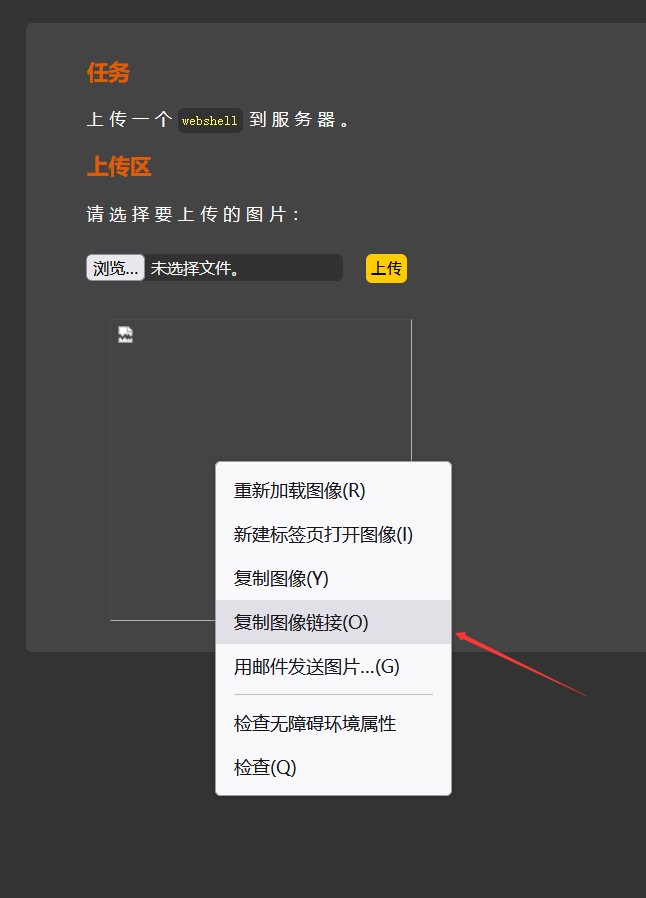 任务
上传一个 webshell 到服务器。
上传区
请选择要上传的图片：
浏览... 未选择文件。 上传
重新加载图像(R)
新建标签页打开图像(I)
复制图像(Y)
复制图像链接(O)
用邮件发送图片...(G)
检查无障碍环境属性
检查(Q)